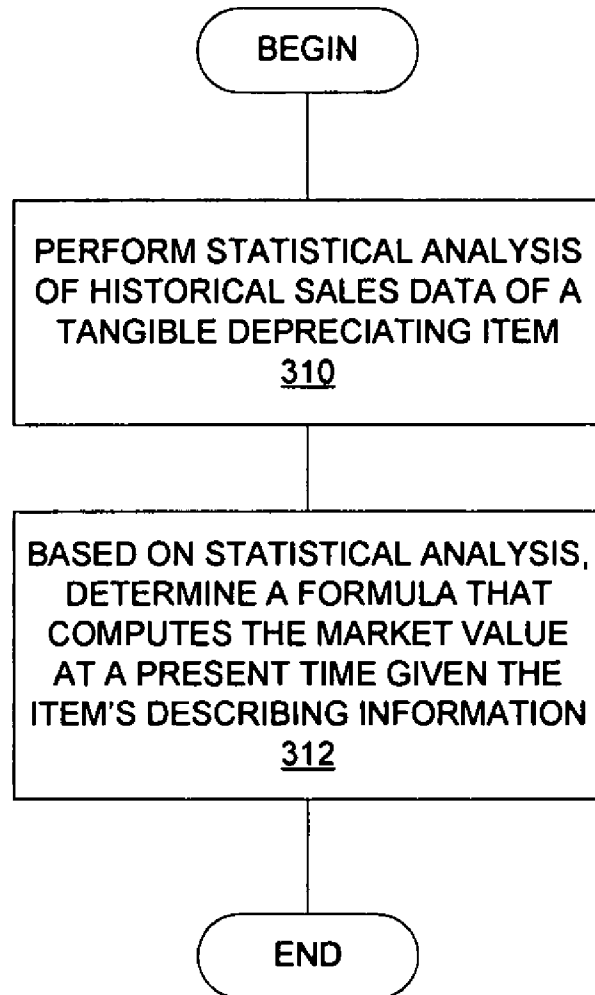 BEGIN
PERFORM STATISTICAL ANALYSIS
OF HISTORICAL SALES DATA OF A
TANGIBLE DEPRECIATING ITEM
310
BASED ON STATISTICAL ANALYSIS,
DETERMINE A FORMULA THAT
COMPUTES THE MARKET VALUE
AT A PRESENT TIME GIVEN THE
ITEM'S DESCRIBING INFORMATION
312
END